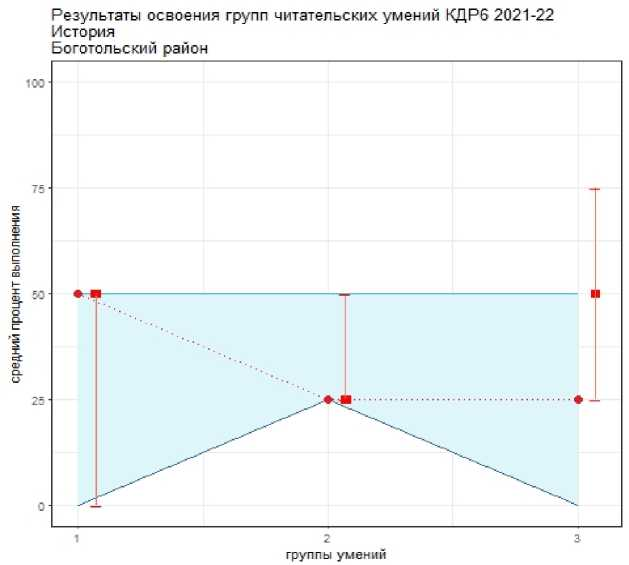 Результаты освоения групп читательских умений КДР6 2021-22
История
Боготольский район
100
75
50
25
0
средний процент выполнения
1 2 3
группы умений